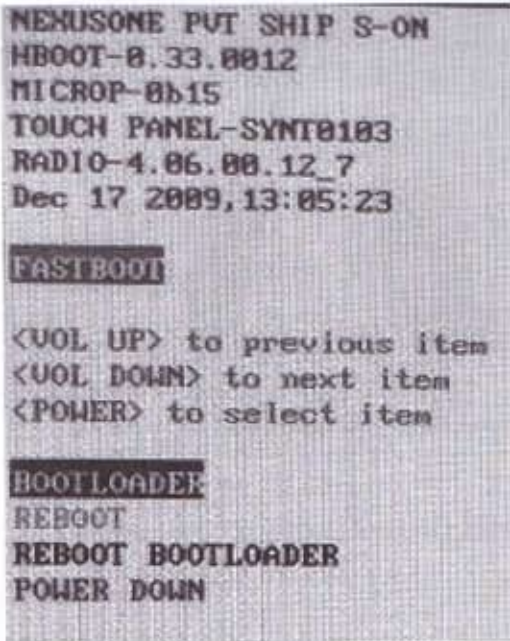 NEXUSONE PVT SHIP S-ON
HBOOT-0.33.0012
MICROP-0b15
TOUCH PANEL-SYNT0103
RADIO-4.06.00.12_7
Dec 17 2009,13:05:23
FASTBOOT
<VOL UP> to previous item
<VOL DOWN> to next item
<POWER> to select item
BOOTLOADER
REBOOT
REBOOT BOOTLOADER
POWER DOWN